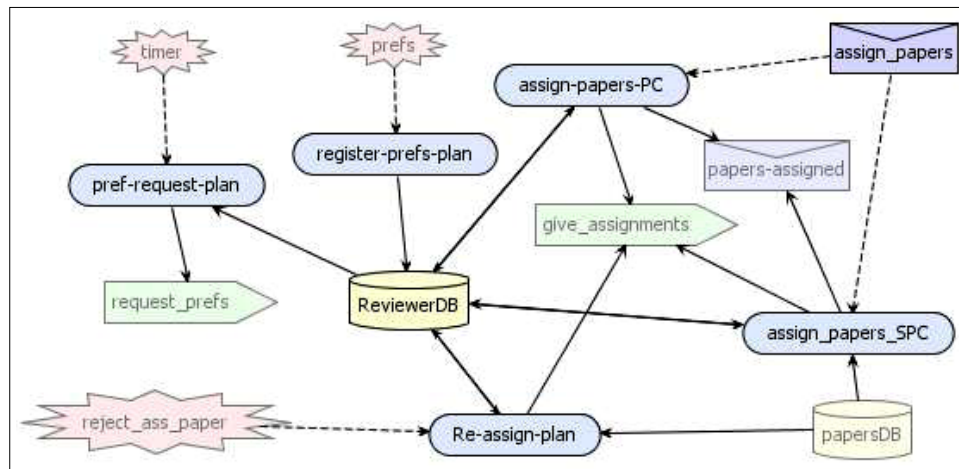 timer
prefs
assign_papers
assign-papers-PC
register-prefs-plan
papers-assigned
pref-request-plan
give_assignments
request_prefs
ReviewerDB
assign_papers_SPC
reject_ass_paper
Re-assign-plan
papersDB